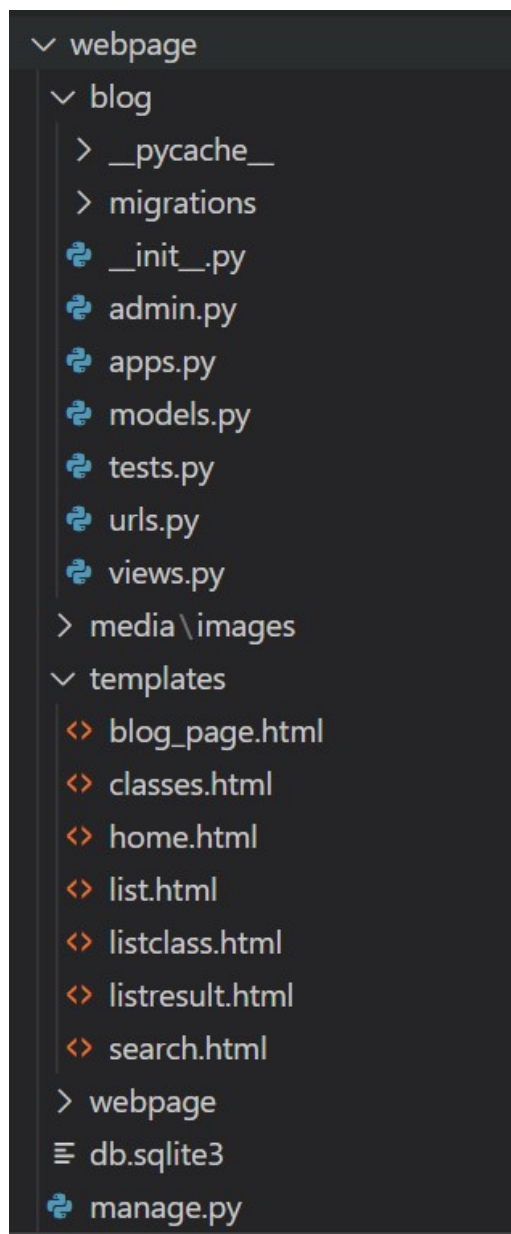 webpage
blog
__pycache__
migrations
__init__.py
admin.py
apps.py
models.py
tests.py
urls.py
views.py
media\images
templates
blog_page.html
classes.html
home.html
list.html
listclass.html
listresult.html
search.html
webpage
db.sqlite3
manage.py